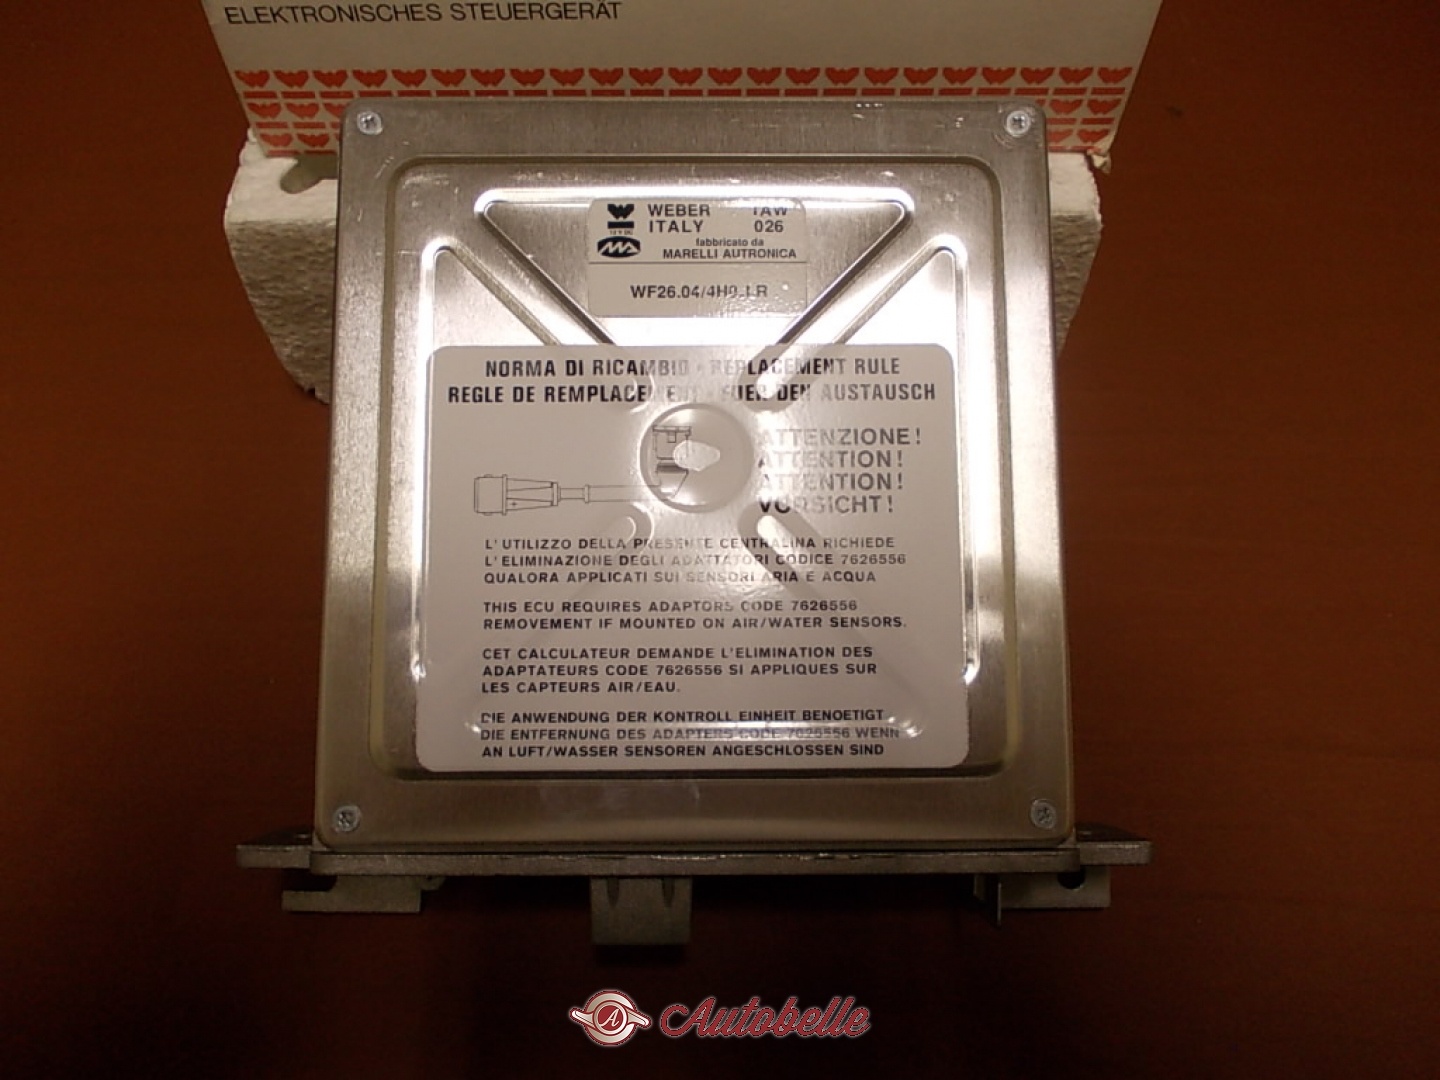 ELEKTRONISCHES STEUERGERÄT
WEBER IAW
ITALY 026
12 V DC
fabbricato da
MARELLI AUTRONICA
WF26.04/4H0.LR
NORMA DI RICAMBIO - REPLACEMENT RULE
REGLE DE REMPLACEMENT - FUER DEN AUSTAUSCH
ATTENZIONE!
ATTENTION!
ATTENTION!
VORSICHT!
L'UTILIZZO DELLA PRESENTE CENTRALINA RICHIEDE
L'ELIMINAZIONE DEGLI ADATTATORI CODICE 7626556
QUALORA APPLICATI SUI SENSORI ARIA E ACQUA
THIS ECU REQUIRES ADAPTORS CODE 7626556
REMOVEMENT IF MOUNTED ON AIR/WATER SENSORS.
CET CALCULATEUR DEMANDE L'ELIMINATION DES
ADAPTATEURS CODE 7626556 SI APPLIQUES SUR
LES CAPTEURS AIR/EAU.
DIE ANWENDUNG DER KONTROLL EINHEIT BENOETIGT
DIE ENTFERNUNG DES ADAPTERS CODE 7626556 WENN
AN LUFT/WASSER SENSOREN ANGESCHLOSSEN SIND
A Autobelle